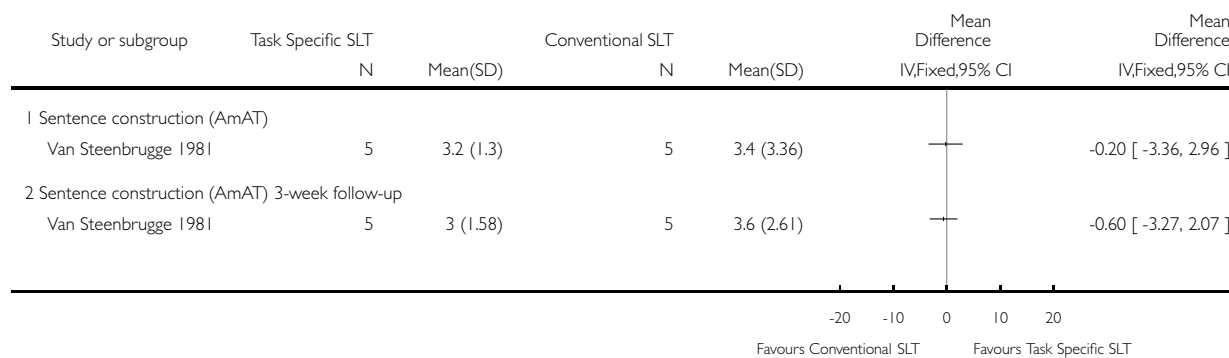 Study or subgroup Task Specific SLT Conventional SLT Mean Difference Mean Difference
N Mean(SD) N Mean(SD) IV,Fixed,95% CI IV,Fixed,95% CI
1 Sentence construction (AmAT)
Van Steenbrugge 1981 5 3.2 (1.3) 5 3.4 (3.36) -0.20 [ -3.36, 2.96 ]
2 Sentence construction (AmAT) 3-week follow-up
Van Steenbrugge 1981 5 3 (1.58) 5 3.6 (2.61) -0.60 [ -3.27, 2.07 ]
-20 -10 0 10 20
Favours Conventional SLT Favours Task Specific SLT